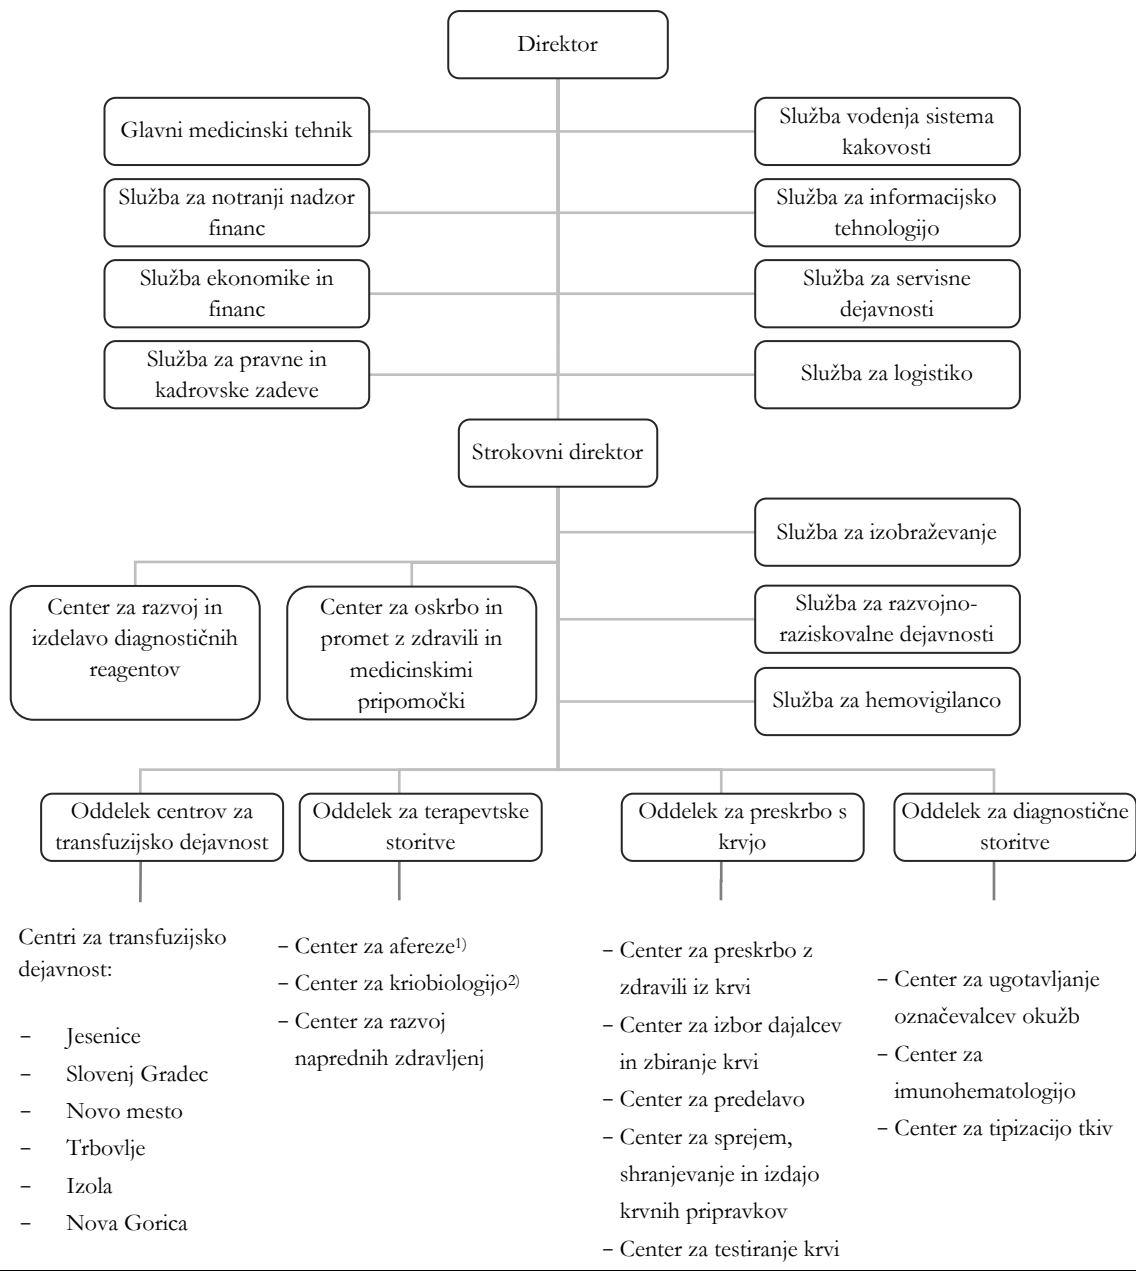 Direktor
Glavni medicinski tehnik
Služba vodenja sistema
kakovosti
Služba za notranji nadzor
financ
Služba za informacijsko
tehnologijo
Služba ekonomike in
financ
Služba za servisne
dejavnosti
Služba za pravne in
kadrovske zadeve
Služba za logistiko
Strokovni direktor
Služba za izobraževanje
Center za razvoj in
izdelavo diagnostičnih
reagentov
Center za oskrbo in
promet z zdravili in
medicinskimi
pripomočki
Služba za razvojno-
raziskovalne dejavnosti
Služba za hemovigilanco
Oddelek centrov za
transfuzijsko dejavnost
Oddelek za terapevtske
storitve
Oddelek za preskrbo s
krvjo
Oddelek za diagnostične
storitve
Centri za transfuzijsko
dejavnost:
– Jesenice
– Slovenj Gradec
– Novo mesto
– Trbovlje
– Izola
– Nova Gorica
– Center za afereze1)
– Center za kriobiologijo2)
– Center za razvoj
naprednih zdravljenj
– Center za preskrbo z
zdravili iz krvi
– Center za izbor dajalcev
in zbiranje krvi
– Center za predelavo
– Center za sprejem,
shranjevanje in izdajo
krvnih pripravkov
– Center za testiranje krvi
– Center za ugotavljanje
označevalcev okužb
– Center za
imunohematologijo
– Center za tipizacijo tkiv